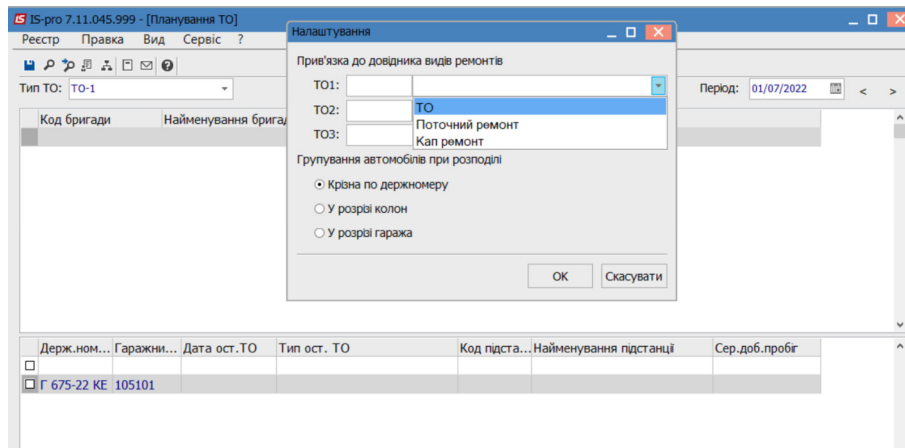 IS-pro 7.11.045.999 - [Планування ТО]
Реєстр Правка Вид Сервіс ?
Тип ТО: ТО-1
Період: 01/07/2022 < >
Код бригади Найменування бригад
Налаштування
Прив'язка до довідника видів ремонтів
ТО1:
ТО2:
ТО3:
ТО
Поточний ремонт
Кап ремонт
Групування автомобілів при розподілі
Крізна по держномеру
У розрізі колон
У розрізі гаража
OK Скасувати
Держ.ном... Гаражни... Дата ост.ТО Тип ост. ТО Код підста... Найменування підстанції Сер.доб.пробіг
Г 675-22 КЕ 105101